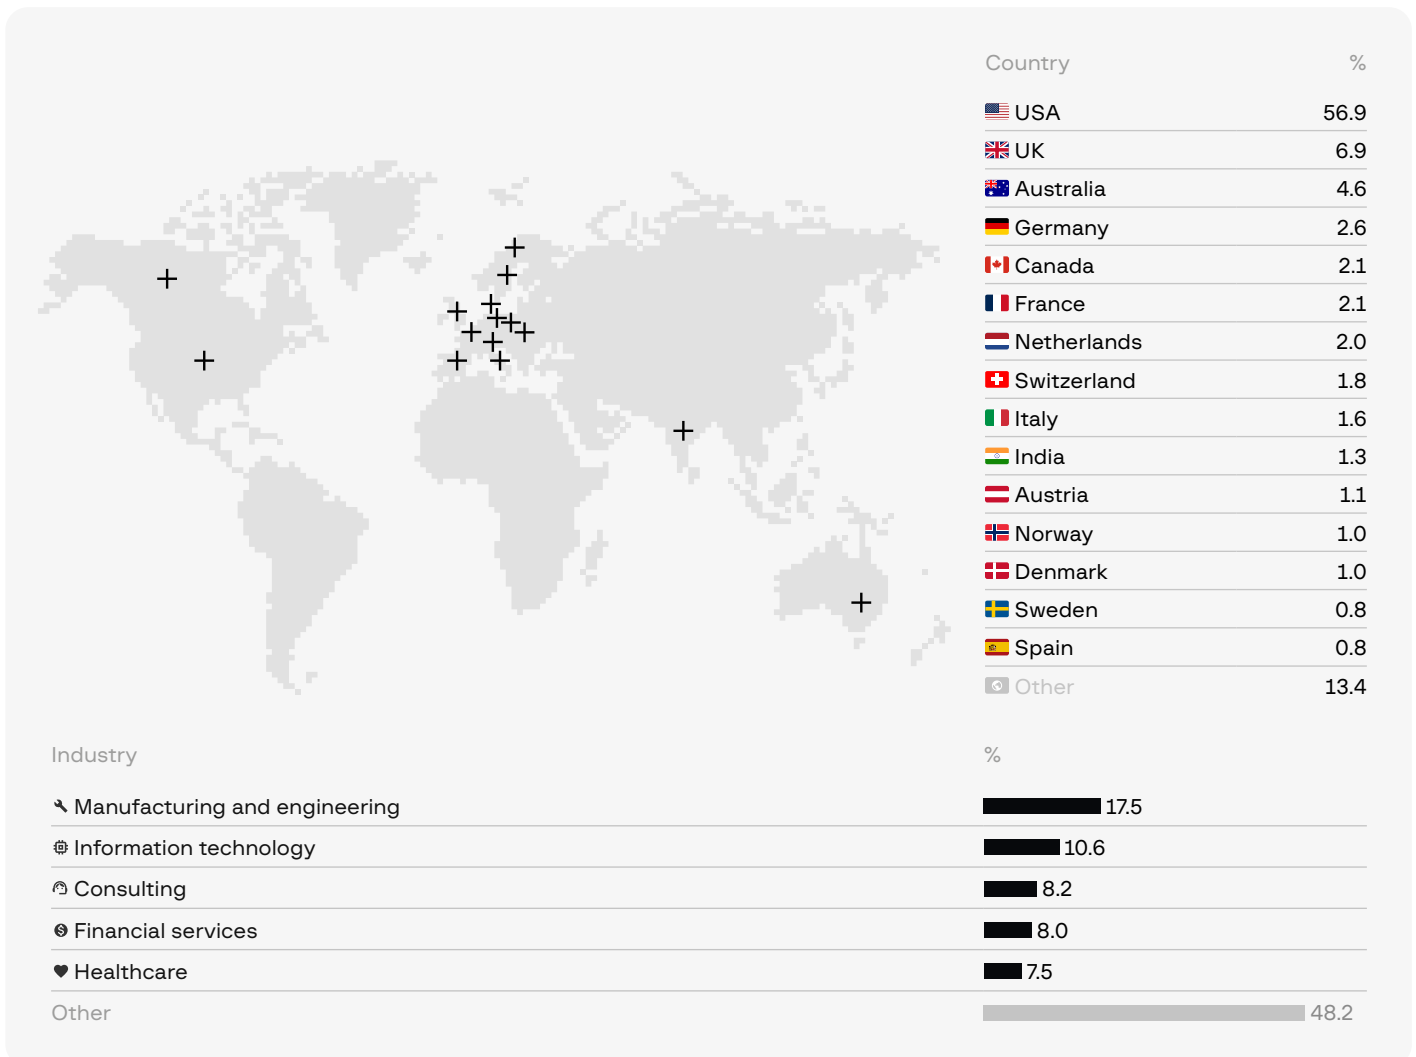 Country %
USA 56.9
UK 6.9
Australia 4.6
Germany 2.6
Canada 2.1
France 2.1
Netherlands 2.0
Switzerland 1.8
Italy 1.6
India 1.3
Austria 1.1
Norway 1.0
Denmark 1.0
Sweden 0.8
Spain 0.8
Other 13.4
Industry %
Manufacturing and engineering 17.5
Information technology 10.6
Consulting 8.2
Financial services 8.0
Healthcare 7.5
Other 48.2